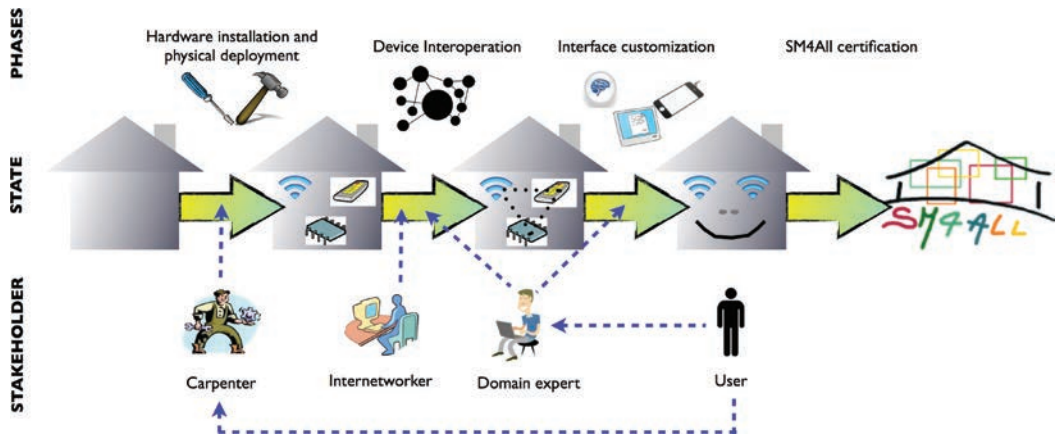 PHASES
Hardware installation and
physical deployment
Device Interoperation
Interface customization
SM4All certification
STATE
SM4ALL
STAKEHOLDER
Carpenter
Internetworker
Domain expert
User